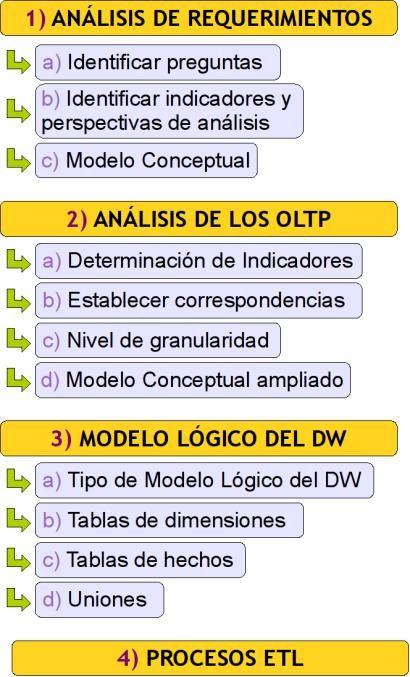 1) ANÁLISIS DE REQUERIMIENTOS
a) Identificar preguntas
b) Identificar indicadores y
perspectivas de análisis
c) Modelo Conceptual
2) ANÁLISIS DE LOS OLTP
a) Determinación de Indicadores
b) Establecer correspondencias
c) Nivel de granularidad
d) Modelo Conceptual ampliado
3) MODELO LÓGICO DEL DW
a) Tipo de Modelo Lógico del DW
b) Tablas de dimensiones
c) Tablas de hechos
d) Uniones
4) PROCESOS ETL